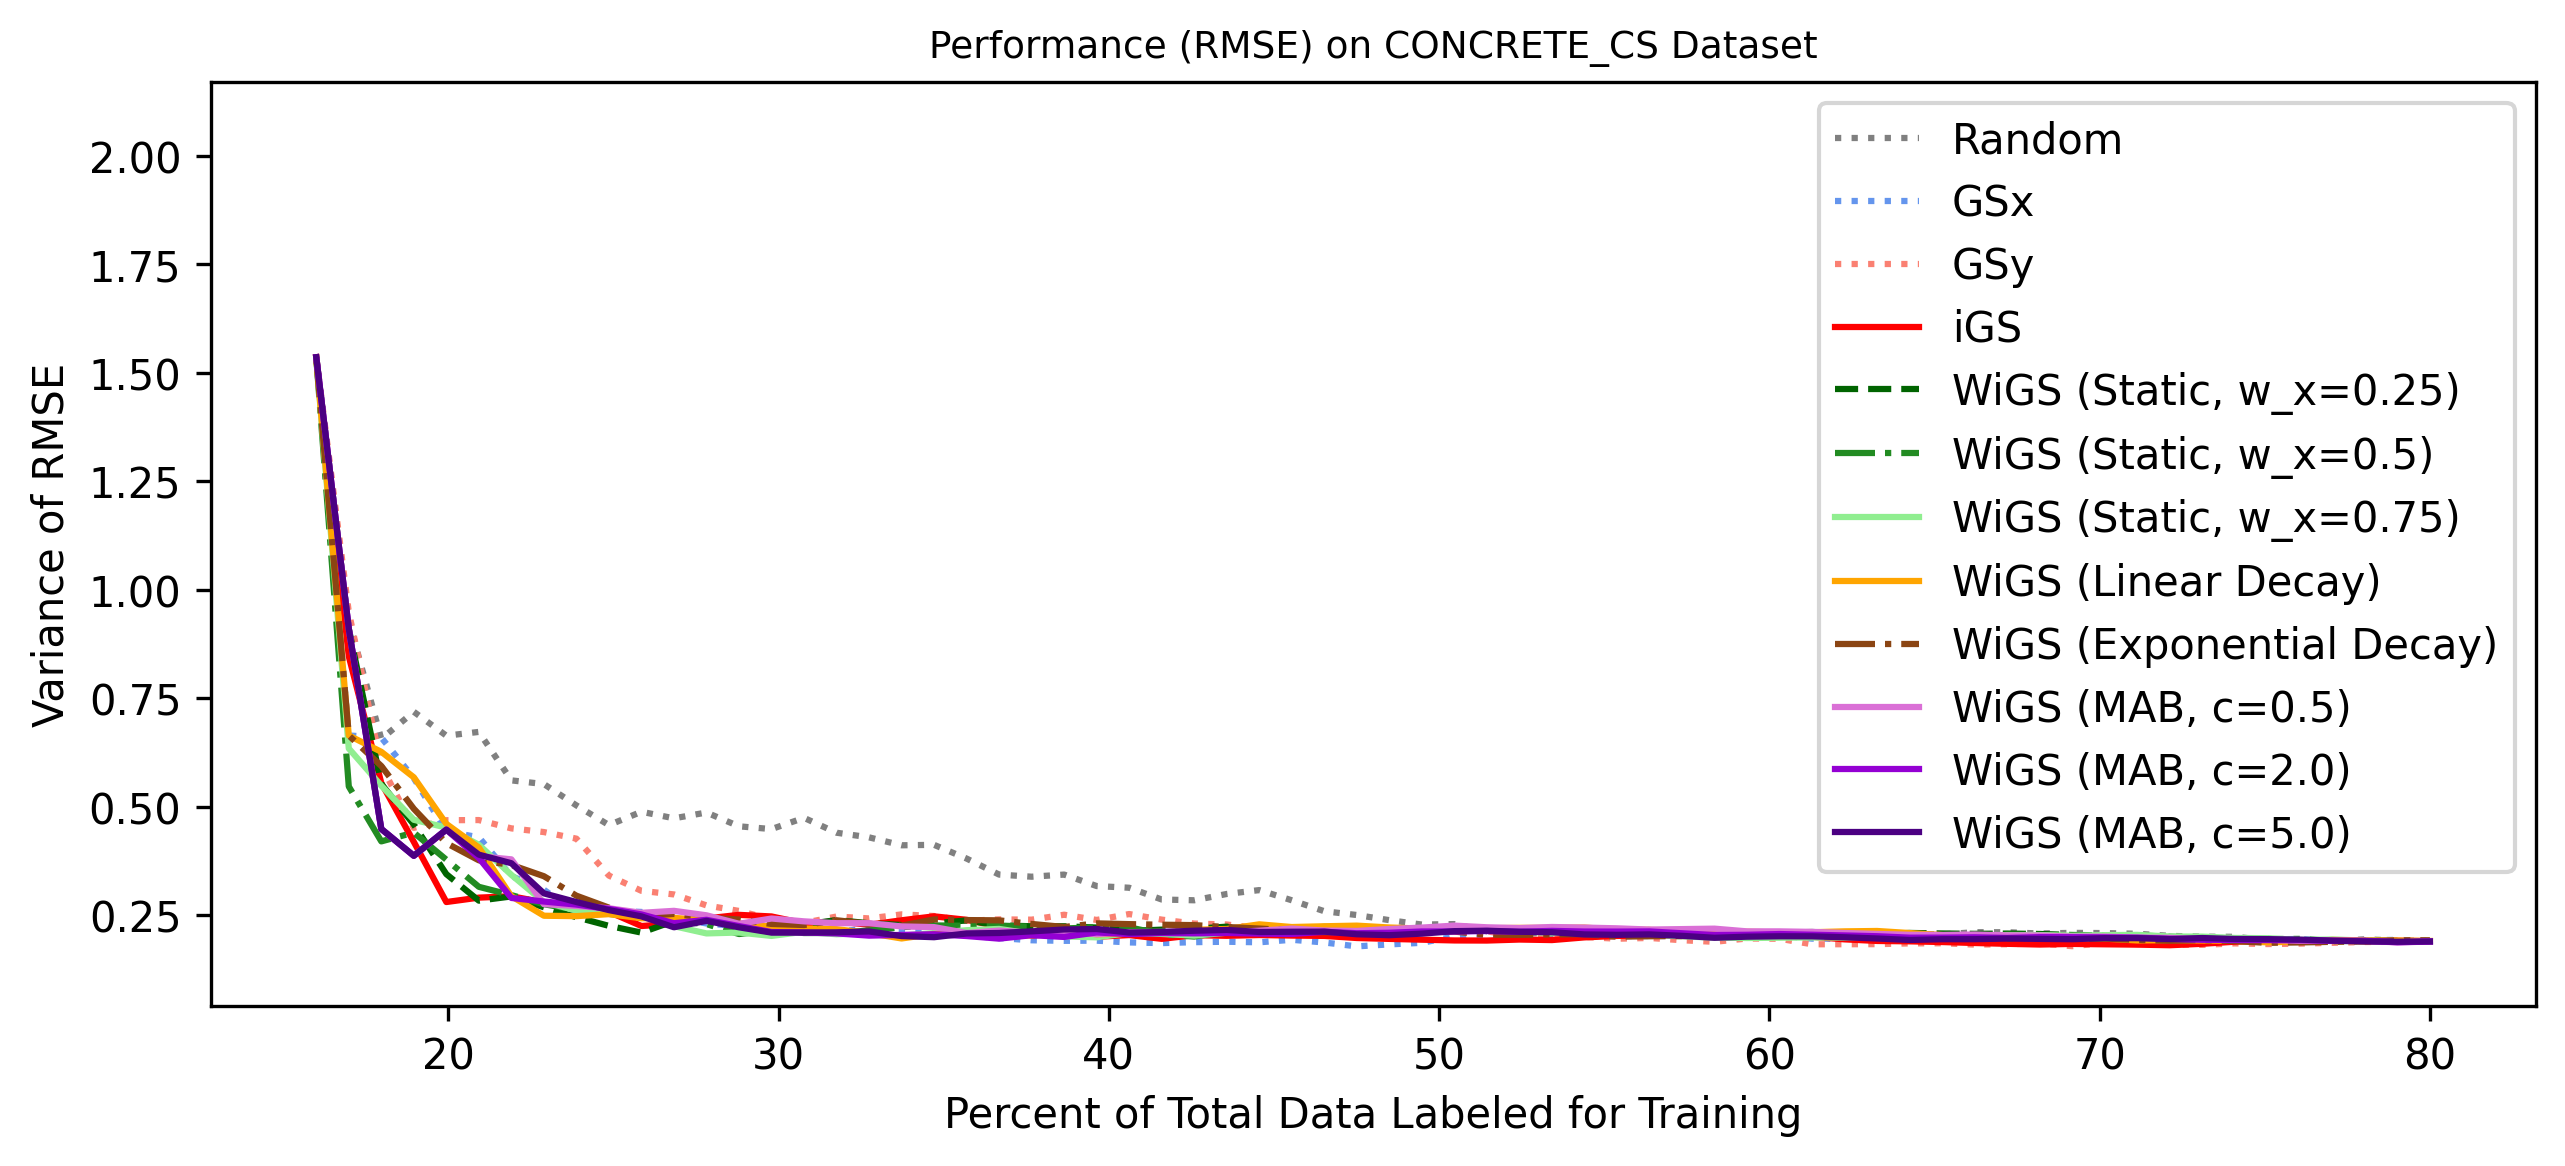 Performance (RMSE) on CONCRETE_CS Dataset
Variance of RMSE
2.00
1.75
1.50
1.25
1.00
0.75
0.50
0.25
Random
GSx
GSy
iGS
WiGS (Static, w_x=0.25)
WiGS (Static, w_x=0.5)
WiGS (Static, w_x=0.75)
WiGS (Linear Decay)
WiGS (Exponential Decay)
WiGS (MAB, c=0.5)
WiGS (MAB, c=2.0)
WiGS (MAB, c=5.0)
20 30 40 50 60 70 80
Percent of Total Data Labeled for Training